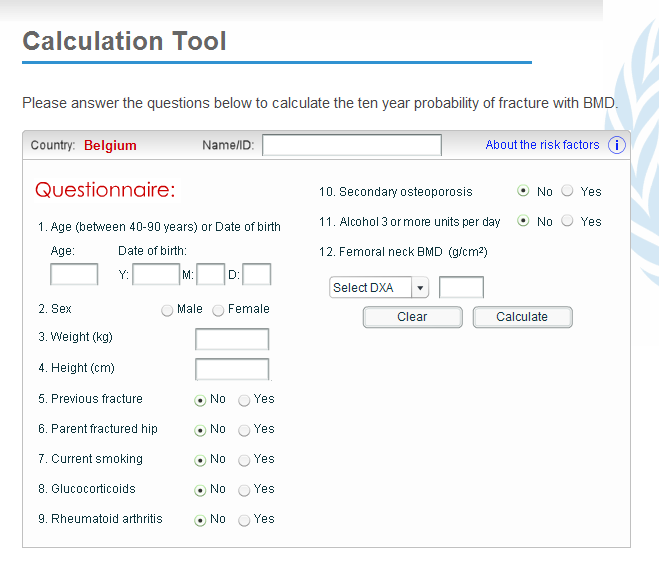 Calculation Tool
Please answer the questions below to calculate the ten year probability of fracture with BMD.
Country: Belgium Name/ID: About the risk factors i
Questionnaire:
1. Age (between 40-90 years) or Date of birth
Age: Date of birth:
Y: M: D:
2. Sex Male Female
3. Weight (kg)
4. Height (cm)
5. Previous fracture No Yes
6. Parent fractured hip No Yes
7. Current smoking No Yes
8. Glucocorticoids No Yes
9. Rheumatoid arthritis No Yes
10. Secondary osteoporosis No Yes
11. Alcohol 3 or more units per day No Yes
12. Femoral neck BMD (g/cm²)
Select DXA
Clear Calculate